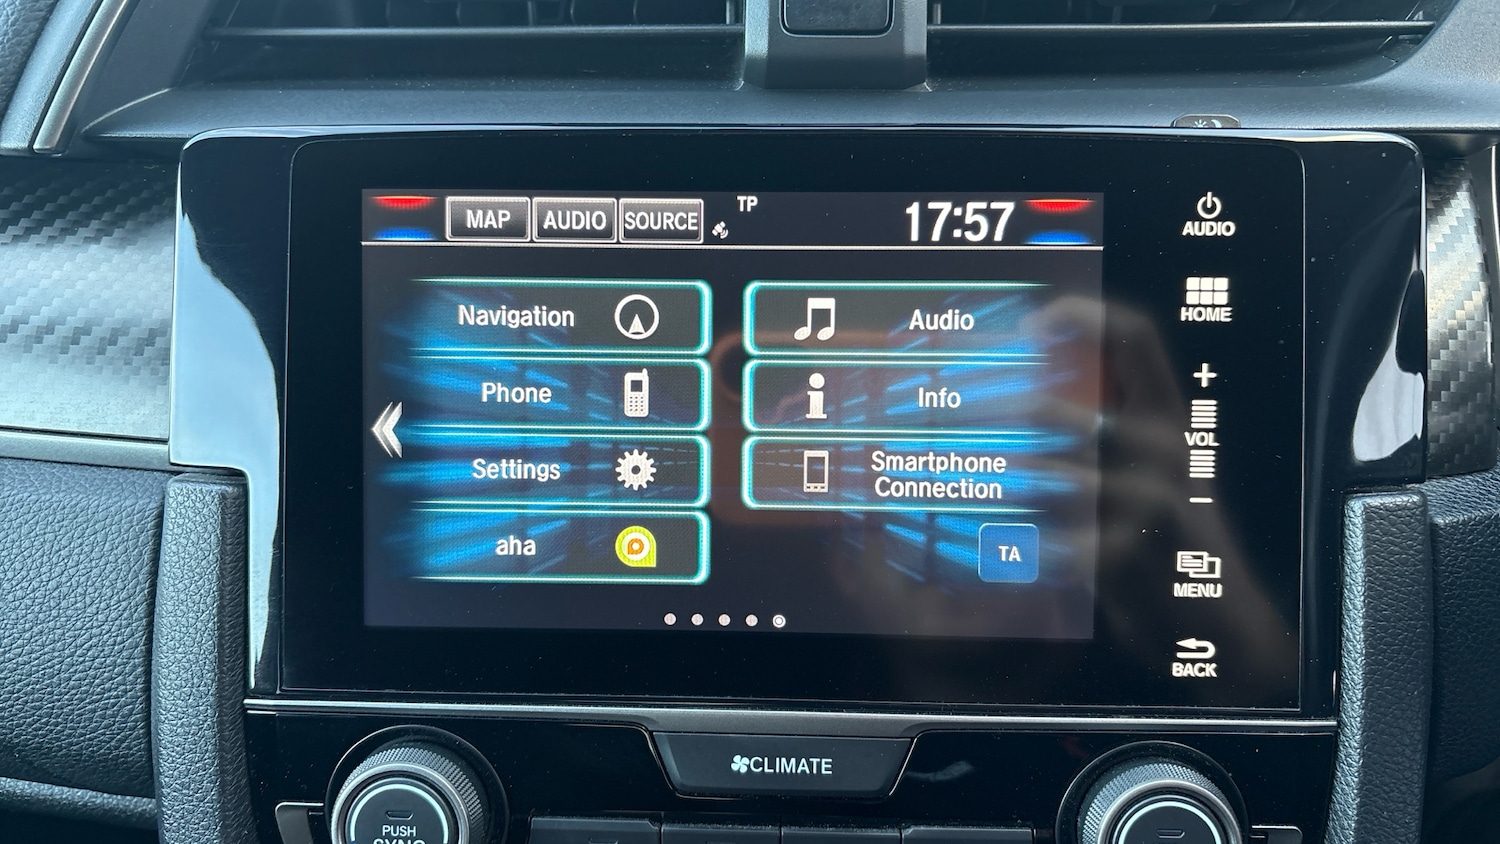 MAP AUDIO SOURCE TP 17:57
AUDIO
HOME
Navigation
Audio
Phone
Info
Settings
Smartphone
Connection
aha
TA
+
VOL
−
MENU
BACK
CLIMATE
PUSH
SYNC